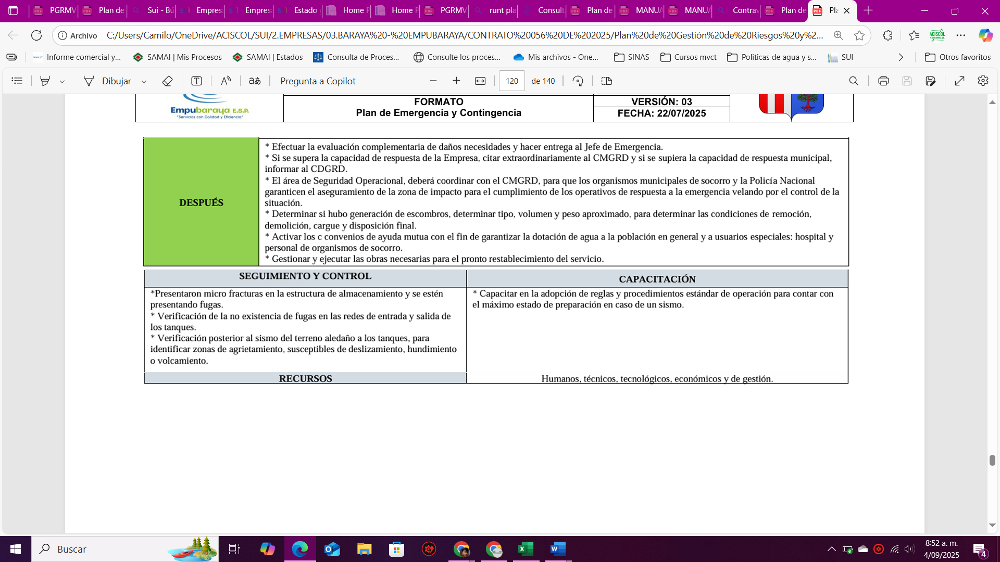 PGRMV
Plan de
Sui - Bú
Empres
Empres
Estado
Home P
Home P
PGRMV
runt pla
Consult
Plan de
MANUA
MANUA
Contrav
Plan de
Pla
Archivo
C:/Users/Camilo/OneDrive/ACISCOL/SUI/2.EMPRESAS/03.BARAYA%20-%20EMPUBARAYA/CONTRATO%20056%20DE%202025/Plan%20de%20Gestión%20de%20Riesgos%20y%2...
Informe comercial y...
SAMAI | Mis Procesos
SAMAI | Estados
Consulta de Proces...
Consulte los proces...
Mis archivos - One...
SINAS
Cursos mvct
Politicas de agua y s...
SUI
Otros favoritos
Dibujar
Pregunta a Copilot
120 de 140
Empubaraya E.S.P.
"Servicios con Calidad y Eficiencia"
FORMATO
Plan de Emergencia y Contingencia
VERSIÓN: 03
FECHA: 22/07/2025
DESPUÉS
* Efectuar la evaluación complementaria de daños necesidades y hacer entrega al Jefe de Emergencia.
* Si se supera la capacidad de respuesta de la Empresa, citar extraordinariamente al CMGRD y si se supiera la capacidad de respuesta municipal,
informar al CDGRD.
* El área de Seguridad Operacional, deberá coordinar con el CMGRD, para que los organismos municipales de socorro y la Policía Nacional
garanticen el aseguramiento de la zona de impacto para el cumplimiento de los operativos de respuesta a la emergencia velando por el control de la
situación.
* Determinar si hubo generación de escombros, determinar tipo, volumen y peso aproximado, para determinar las condiciones de remoción,
demolición, cargue y disposición final.
* Activar los c convenios de ayuda mutua con el fin de garantizar la dotación de agua a la población en general y a usuarios especiales: hospital y
personal de organismos de socorro.
* Gestionar y ejecutar las obras necesarias para el pronto restablecimiento del servicio.
SEGUIMIENTO Y CONTROL
*Presentaron micro fracturas en la estructura de almacenamiento y se estén
presentando fugas.
* Verificación de la no existencia de fugas en las redes de entrada y salida de
los tanques.
* Verificación posterior al sismo del terreno aledaño a los tanques, para
identificar zonas de agrietamiento, susceptibles de deslizamiento, hundimiento
o volcamiento.
CAPACITACIÓN
* Capacitar en la adopción de reglas y procedimientos estándar de operación para contar con
el máximo estado de preparación en caso de un sismo.
RECURSOS
Humanos, técnicos, tecnológicos, económicos y de gestión.
Buscar
8:52 a. m.
4/09/2025
4